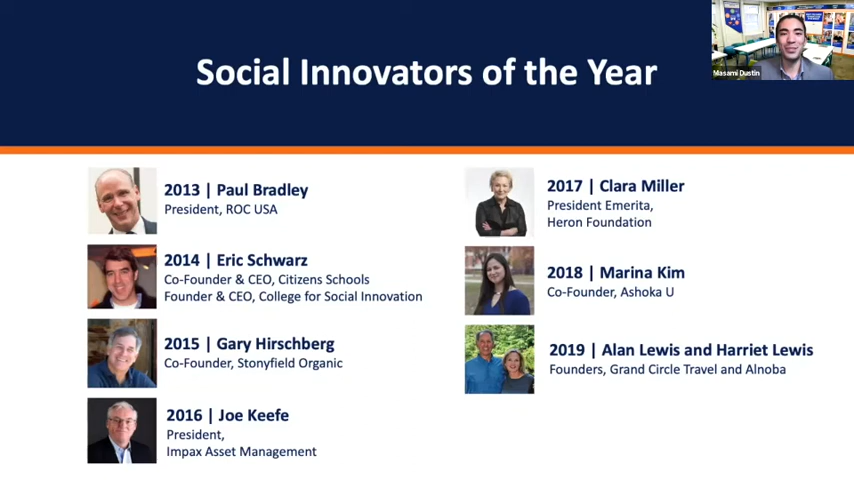 Social Innovators of the Year
Masami Dustin
2013 | Paul Bradley
President, ROC USA
2014 | Eric Schwarz
Co-Founder & CEO, Citizens Schools
Founder & CEO, College for Social Innovation
2015 | Gary Hirschberg
Co-Founder, Stonyfield Organic
2016 | Joe Keefe
President,
Impax Asset Management
2017 | Clara Miller
President Emerita,
Heron Foundation
2018 | Marina Kim
Co-Founder, Ashoka U
2019 | Alan Lewis and Harriet Lewis
Founders, Grand Circle Travel and Alnoba